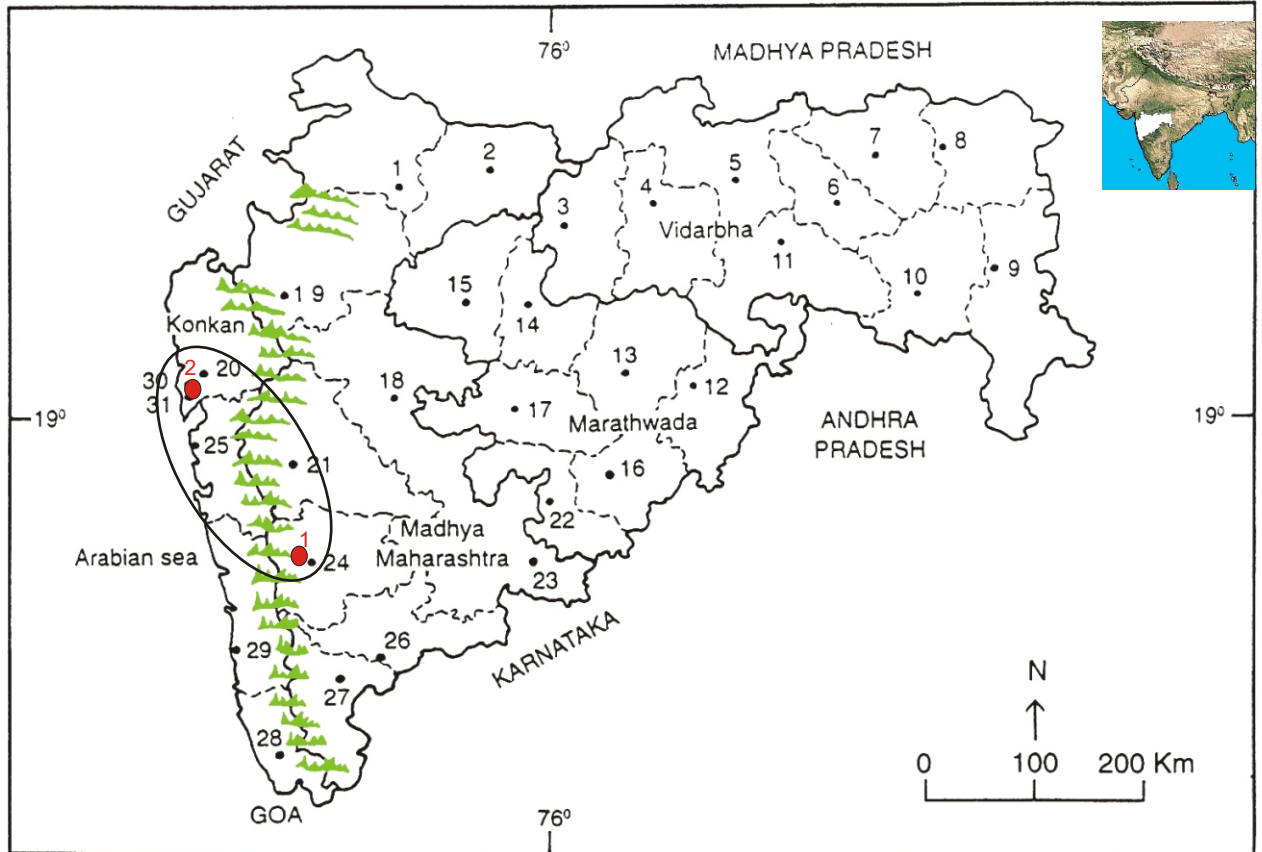 76⁰
MADHYA PRADESH
GUJARAT
1
2
3
4
5
6
7
8
Vidarbha
9
10
11
15
14
1 9
Konkan
13
12
2
20
30
31
18
17
Marathwada
19⁰
19⁰
ANDHRA
PRADESH
25
21
16
22
1
24
Madhya
Maharashtra
23
Arabian sea
29
26
27
KARNATAKA
28
GOA
76⁰
N
0 100 200 Km